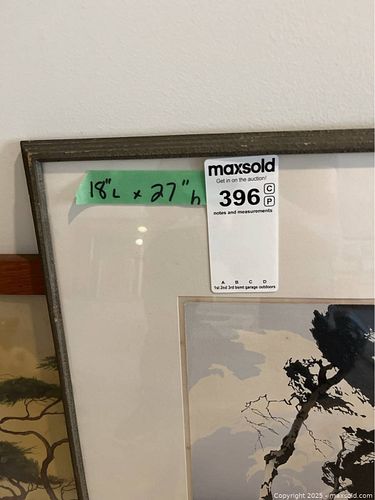 18"L x 27"h
maxsold
Get in on the auction!
396 C
P
notes and measurements
A B C D
1st 2nd 3rd bsmt garage outdoors
Copyright 2025 - maxsold.com